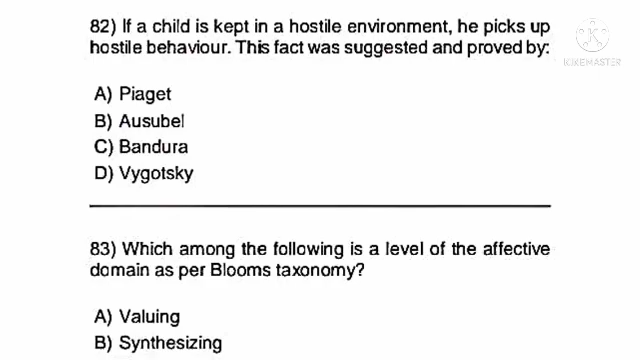 82) If a child is kept in a hostile environment, he picks up
hostile behaviour. This fact was suggested and proved by:
A) Piaget
B) Ausubel
C) Bandura
D) Vygotsky
83) Which among the following is a level of the affective
domain as per Blooms taxonomy?
A) Valuing
B) Synthesizing
K
KINEMASTER